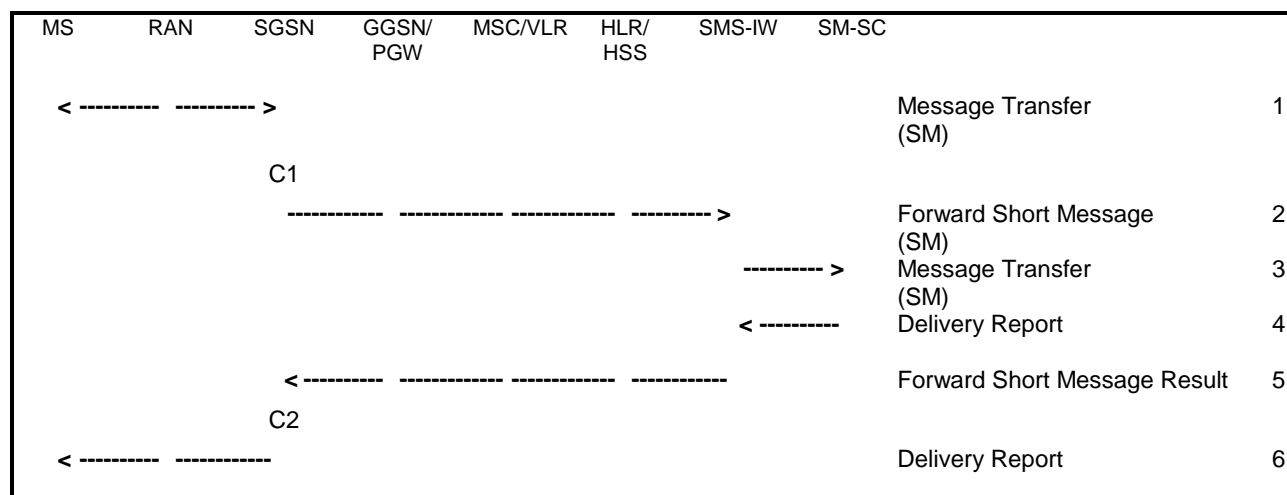 MS RAN SGSN GGSN/ MSC/VLR HLR/ SMS-IW SM-SC
PGW HSS
< ---------- ---------- > Message Transfer 1
(SM)
C1
------------ ------------- ------------- ---------- > Forward Short Message 2
(SM)
---------- > Message Transfer 3
(SM)
< ---------- Delivery Report 4
< ---------- ------------- ------------- ------------ Forward Short Message Result 5
C2
< ---------- ------------ Delivery Report 6